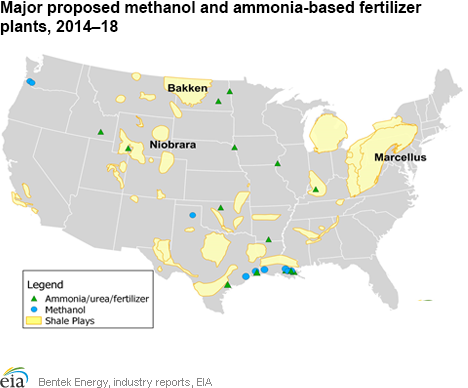 Major proposed methanol and ammonia-based fertilizer
plants, 2014–18
Bakken
Niobrara
Marcellus
Legend
Ammonia/urea/fertilizer
Methanol
Shale Plays
eia
Bentek Energy, industry reports, EIA